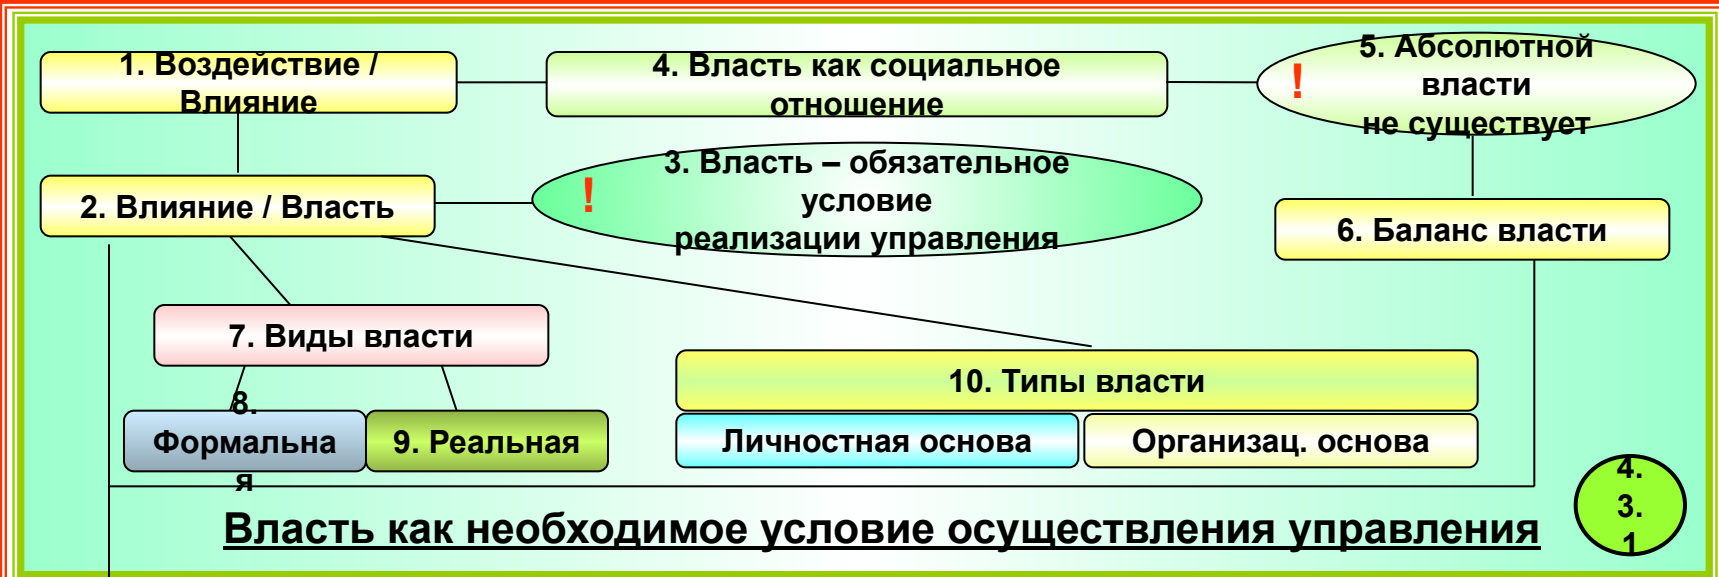 1. Воздействие /
Влияние
4. Власть как социальное
отношение
!
5. Абсолютной
власти
не существует
2. Влияние / Власть
!
3. Власть – обязательное
условие
реализации управления
6. Баланс власти
7. Виды власти
8.
Формальна
я
9. Реальная
10. Типы власти
Личностная основа
Организац. основа
Власть как необходимое условие осуществления управления
4.
3.
1